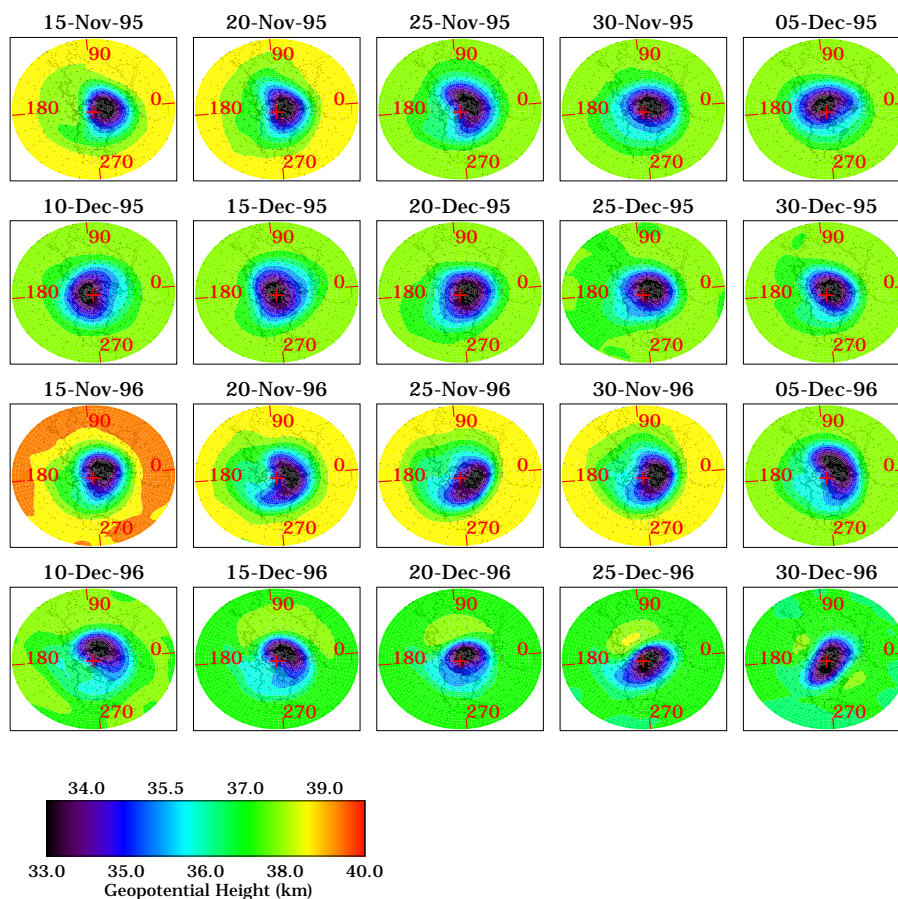 15-Nov-95 20-Nov-95 25-Nov-95 30-Nov-95 05-Dec-95
90 90 90 90 90
180 0 180 0 180 0 180 0 180 0
270 270 270 270 270
10-Dec-95 15-Dec-95 20-Dec-95 25-Dec-95 30-Dec-95
90 90 90 90 90
180 0 180 0 180 0 180 0 180 0
270 270 270 270 270
15-Nov-96 20-Nov-96 25-Nov-96 30-Nov-96 05-Dec-96
90 90 90 90 90
180 0 180 0 180 0 180 0 180 0
270 270 270 270 270
10-Dec-96 15-Dec-96 20-Dec-96 25-Dec-96 30-Dec-96
90 90 90 90 90
180 0 180 0 180 0 180 0 180 0
270 270 270 270 270
34.0 35.5 37.0 39.0
33.0 35.0 36.0 38.0 40.0
Geopotential Height (km)